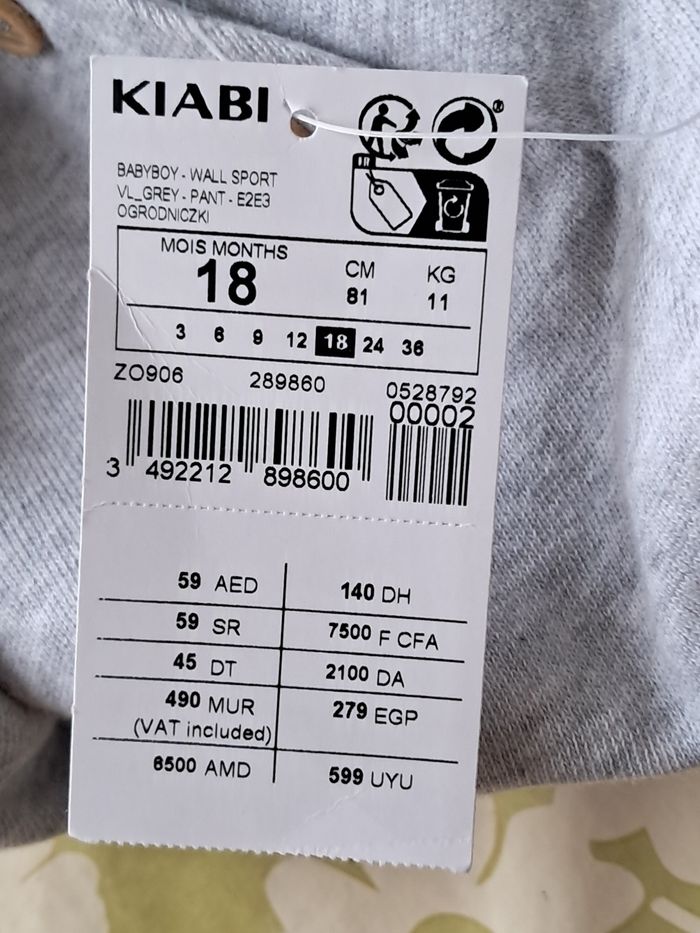 KIABI
®
BABYBOY - WALL SPORT
VL_GREY - PANT - E2E3
OGRODNICZKI
MOIS MONTHS
18
CM
81
KG
11
3 6 9 12 18 24 36
ZO906 289860 0528792
00002
3 492212 898600
59 AED 140 DH
59 SR 7500 F CFA
45 DT 2100 DA
490 MUR 279 EGP
(VAT included)
6500 AMD 599 UYU